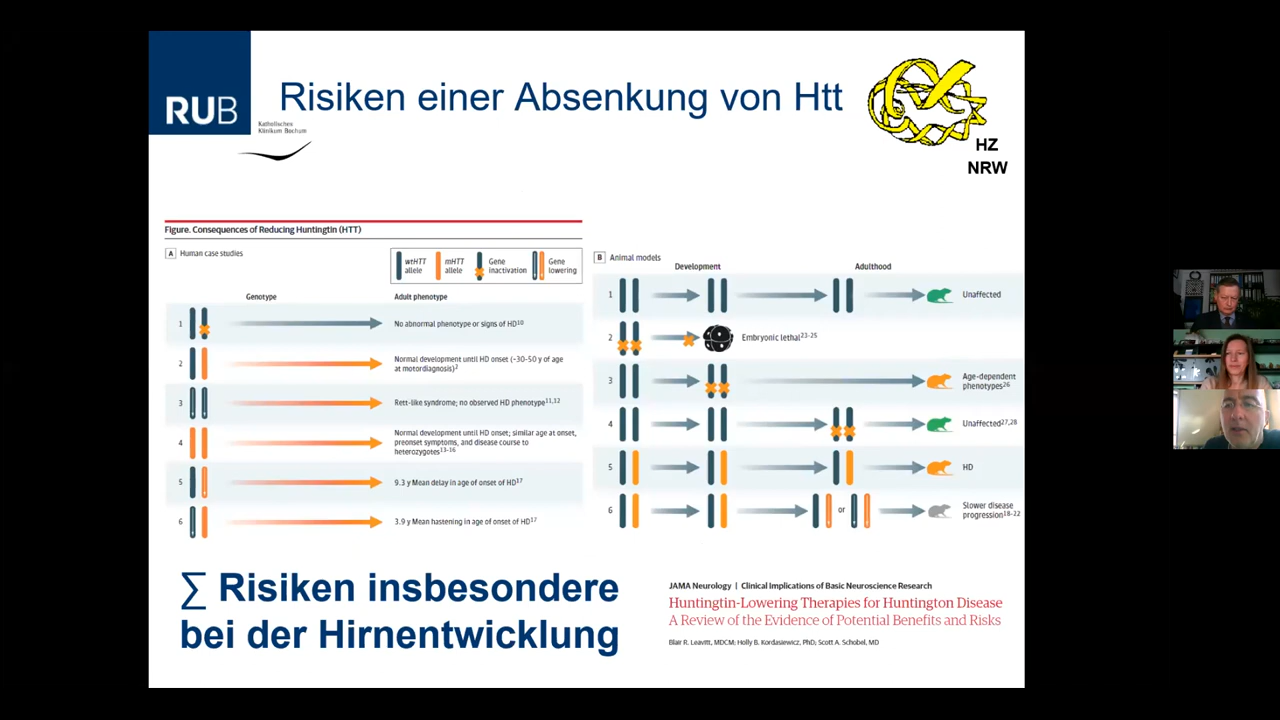 RUB
Katholisches
Klinikum Bochum
Risiken einer Absenkung von Htt
HZ
NRW
Figure. Consequences of Reducing Huntingtin (HTT)
A Human case studies
wtHTT allele
mHTT allele
Gene inactivation
Gene lowering
Genotype
Adult phenotype
1 No abnormal phenotype or signs of HD10
2 Normal development until HD onset (~30-50 y of age
at motordiagnosis)2
3 Rett-like syndrome; no observed HD phenotype11,12
4 Normal development until HD onset; similar age at onset,
preonset symptoms, and disease course to
heterozygotes13-16
5 9.3 y Mean delay in age of onset of HD17
6 3.9 y Mean hastening in age of onset of HD17
B Animal models
Development
Adulthood
1 Unaffected
2 Embryonic lethal23-25
3 Age-dependent
phenotypes26
4 Unaffected27,28
5 HD
6 or Slower disease
progression18-22
∑ Risiken insbesondere
bei der Hirnentwicklung
JAMA Neurology | Clinical Implications of Basic Neuroscience Research
Huntingtin-Lowering Therapies for Huntington Disease
A Review of the Evidence of Potential Benefits and Risks
Blair R. Leavitt, MDCM; Holly B. Kordasiewicz, PhD; Scott A. Schobel, MD